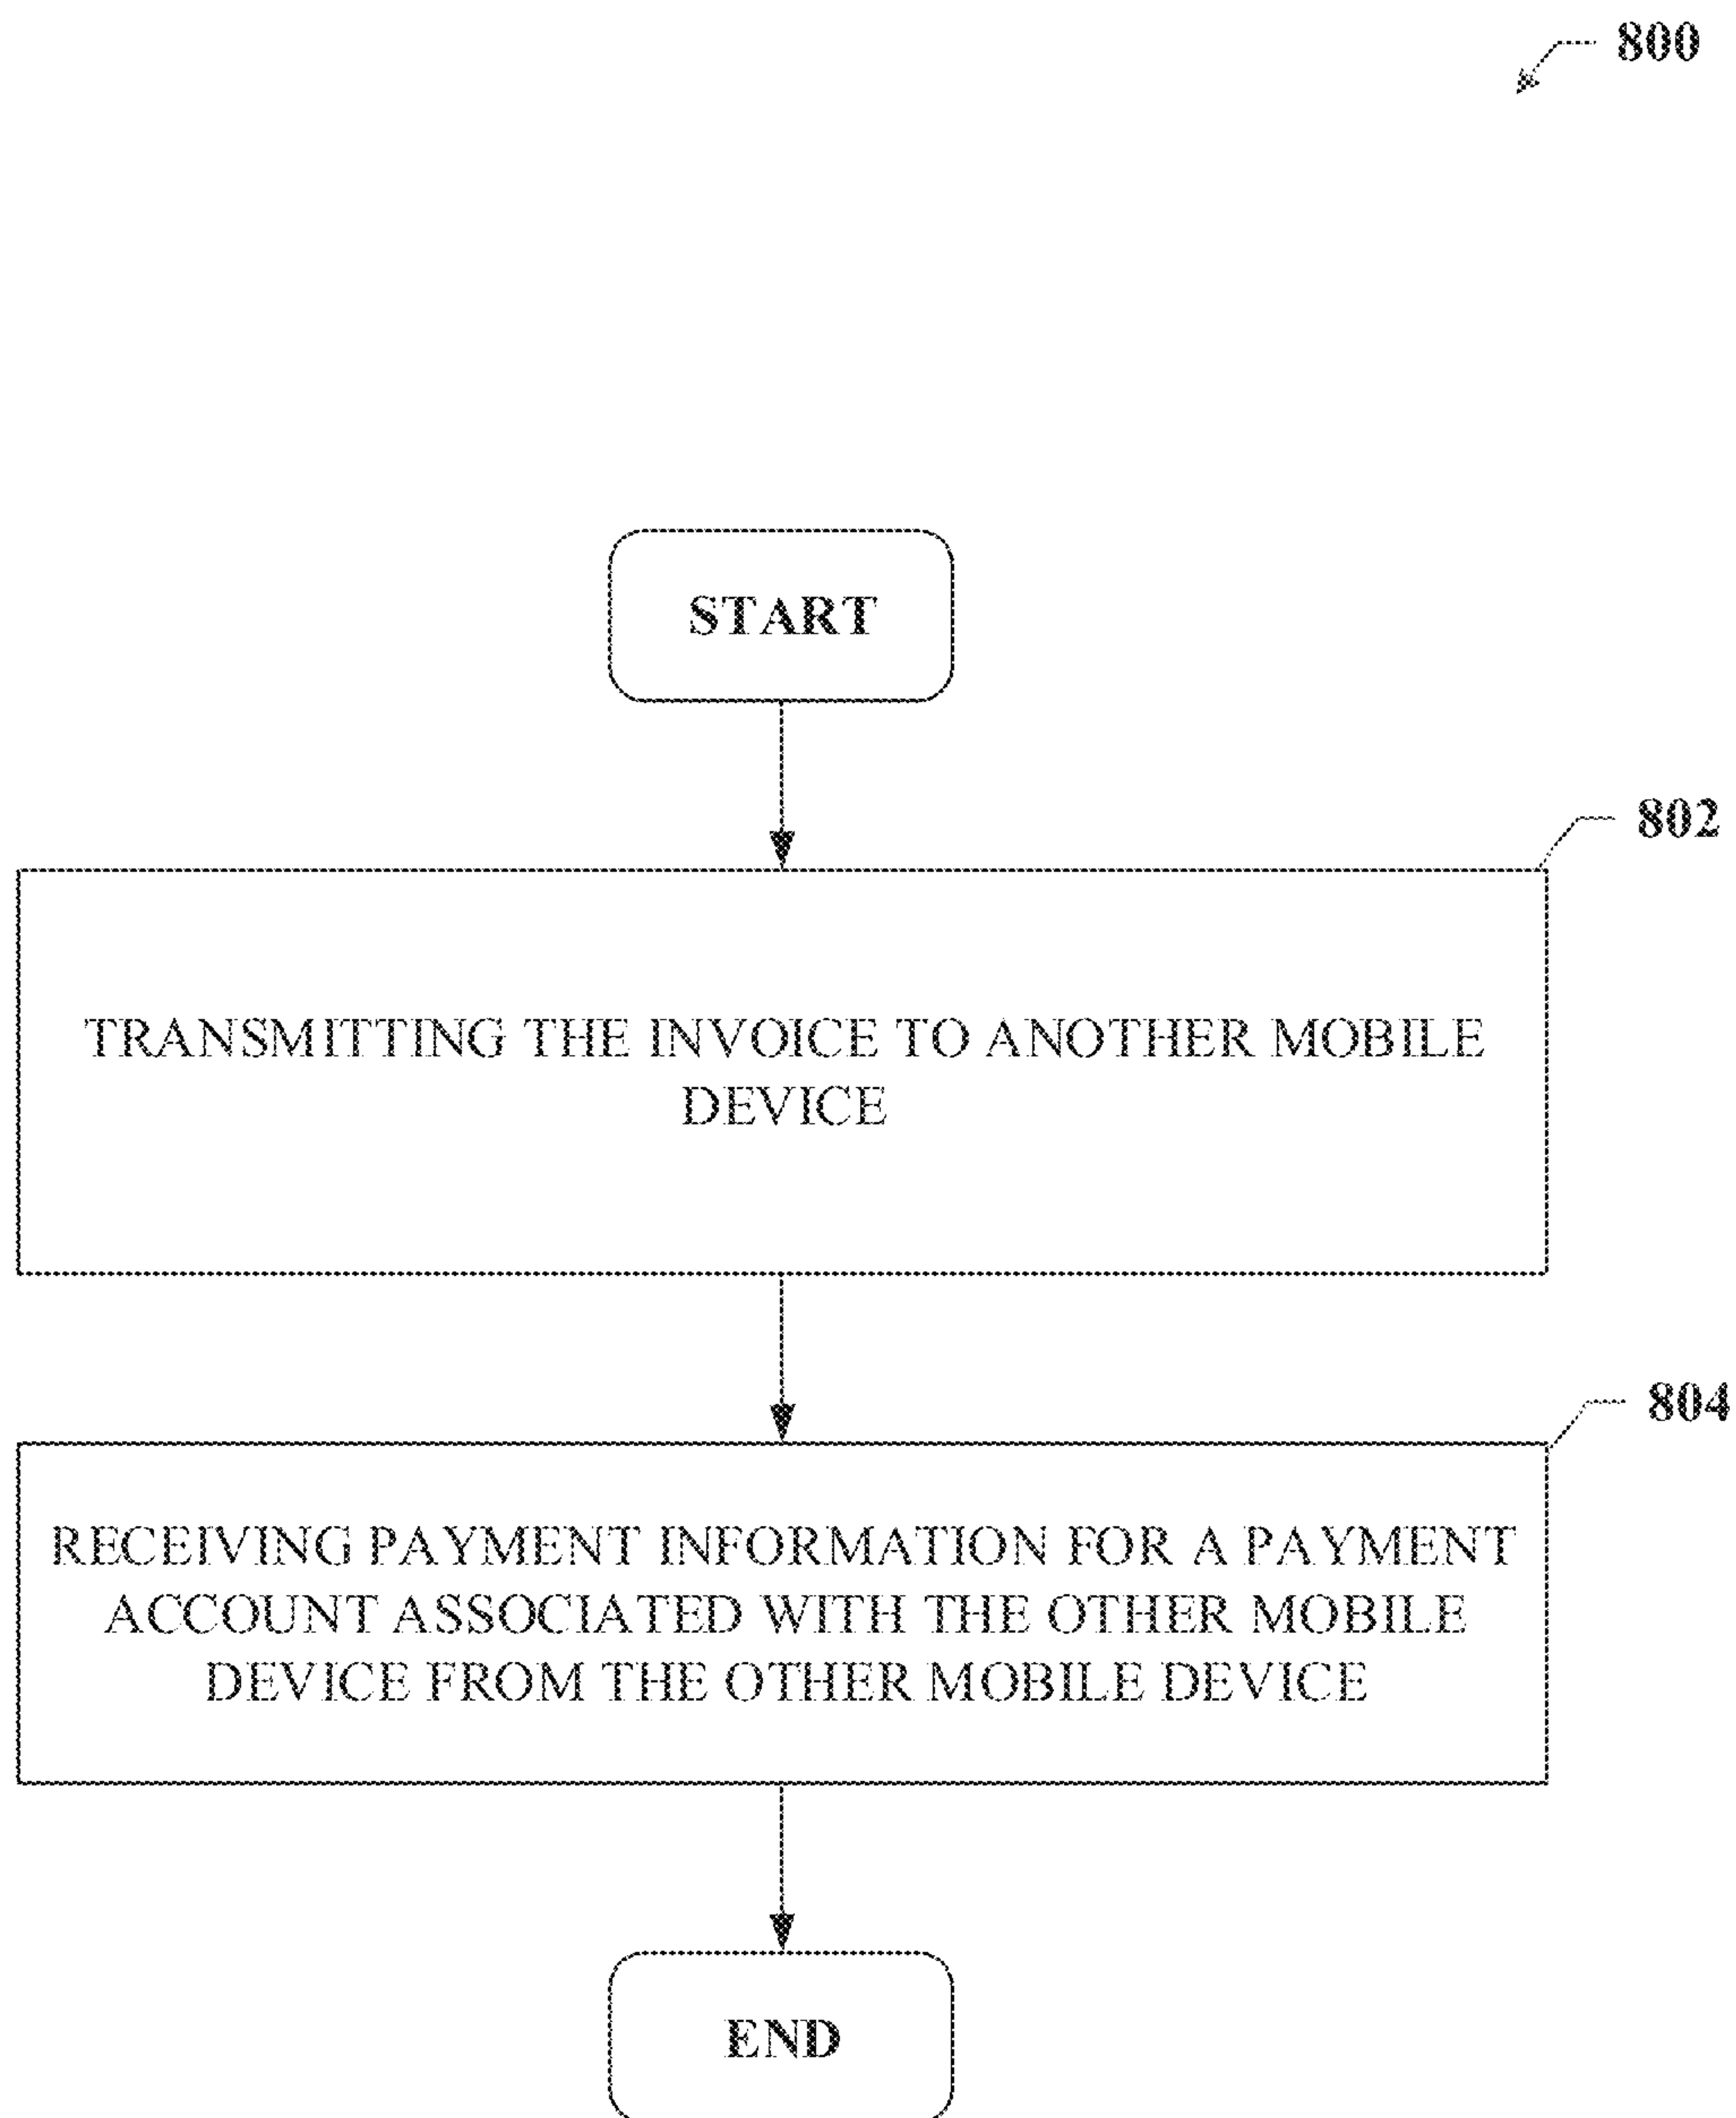 800
START
802
TRANSMITTING THE INVOICE TO ANOTHER MOBILE
DEVICE
804
RECEIVING PAYMENT INFORMATION FOR A PAYMENT
ACCOUNT ASSOCIATED WITH THE OTHER MOBILE
DEVICE FROM THE OTHER MOBILE DEVICE
END